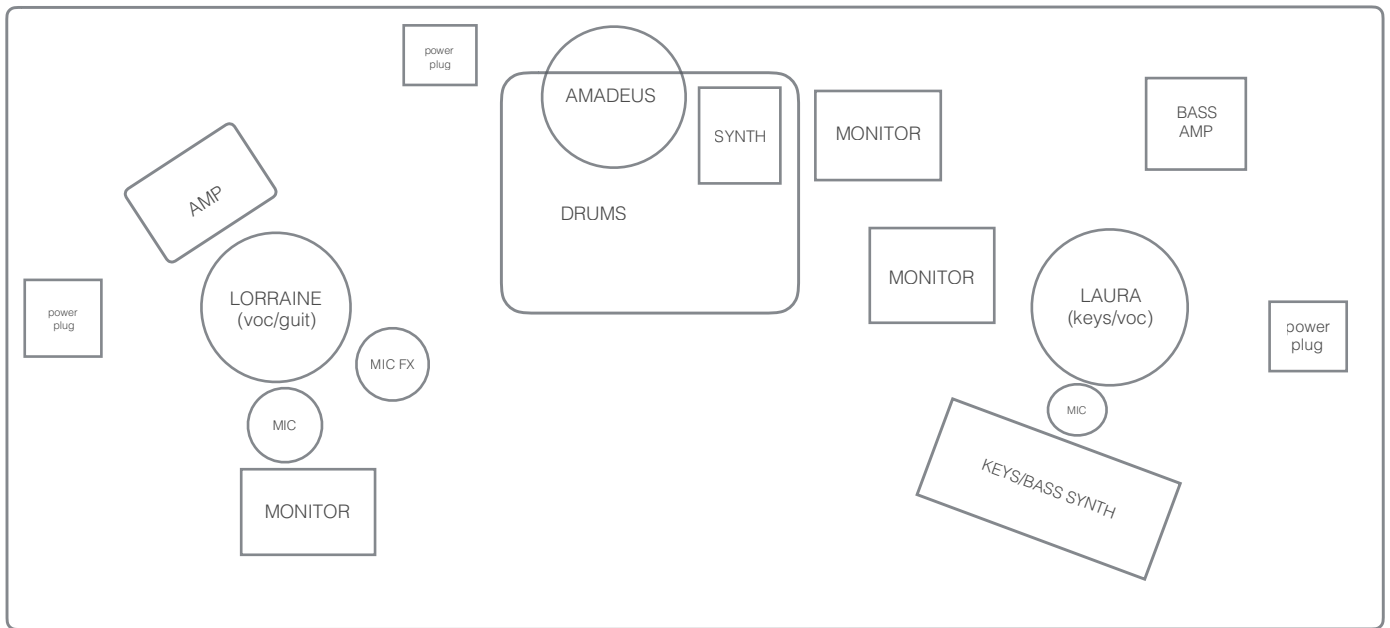 power
plug
AMADEUS
SYNTH
MONITOR
BASS
AMP
AMP
DRUMS
MONITOR
LORRAINE
(voc/guit)
LAURA
(keys/voc)
power
plug
power
plug
MIC FX
MIC
MIC
KEYS/BASS SYNTH
MONITOR